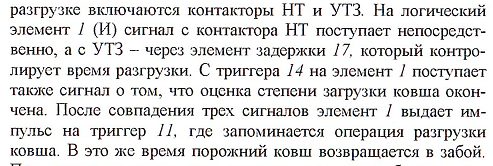 разгрузке включаются контакторы НТ и УТЗ. На логический
элемент 1 (И) сигнал с контактора НТ поступает непосредст-
венно, а с УТЗ – через элемент задержки 17, который контро-
лирует время разгрузки. С триггера 14 на элемент 1 поступает
также сигнал о том, что оценка степени загрузки ковша окон-
чена. После совпадения трех сигналов элемент 1 выдает им-
пульс на триггер 11, где запоминается операция разгрузки
ковша. В это же время порожний ковш возвращается в забой.